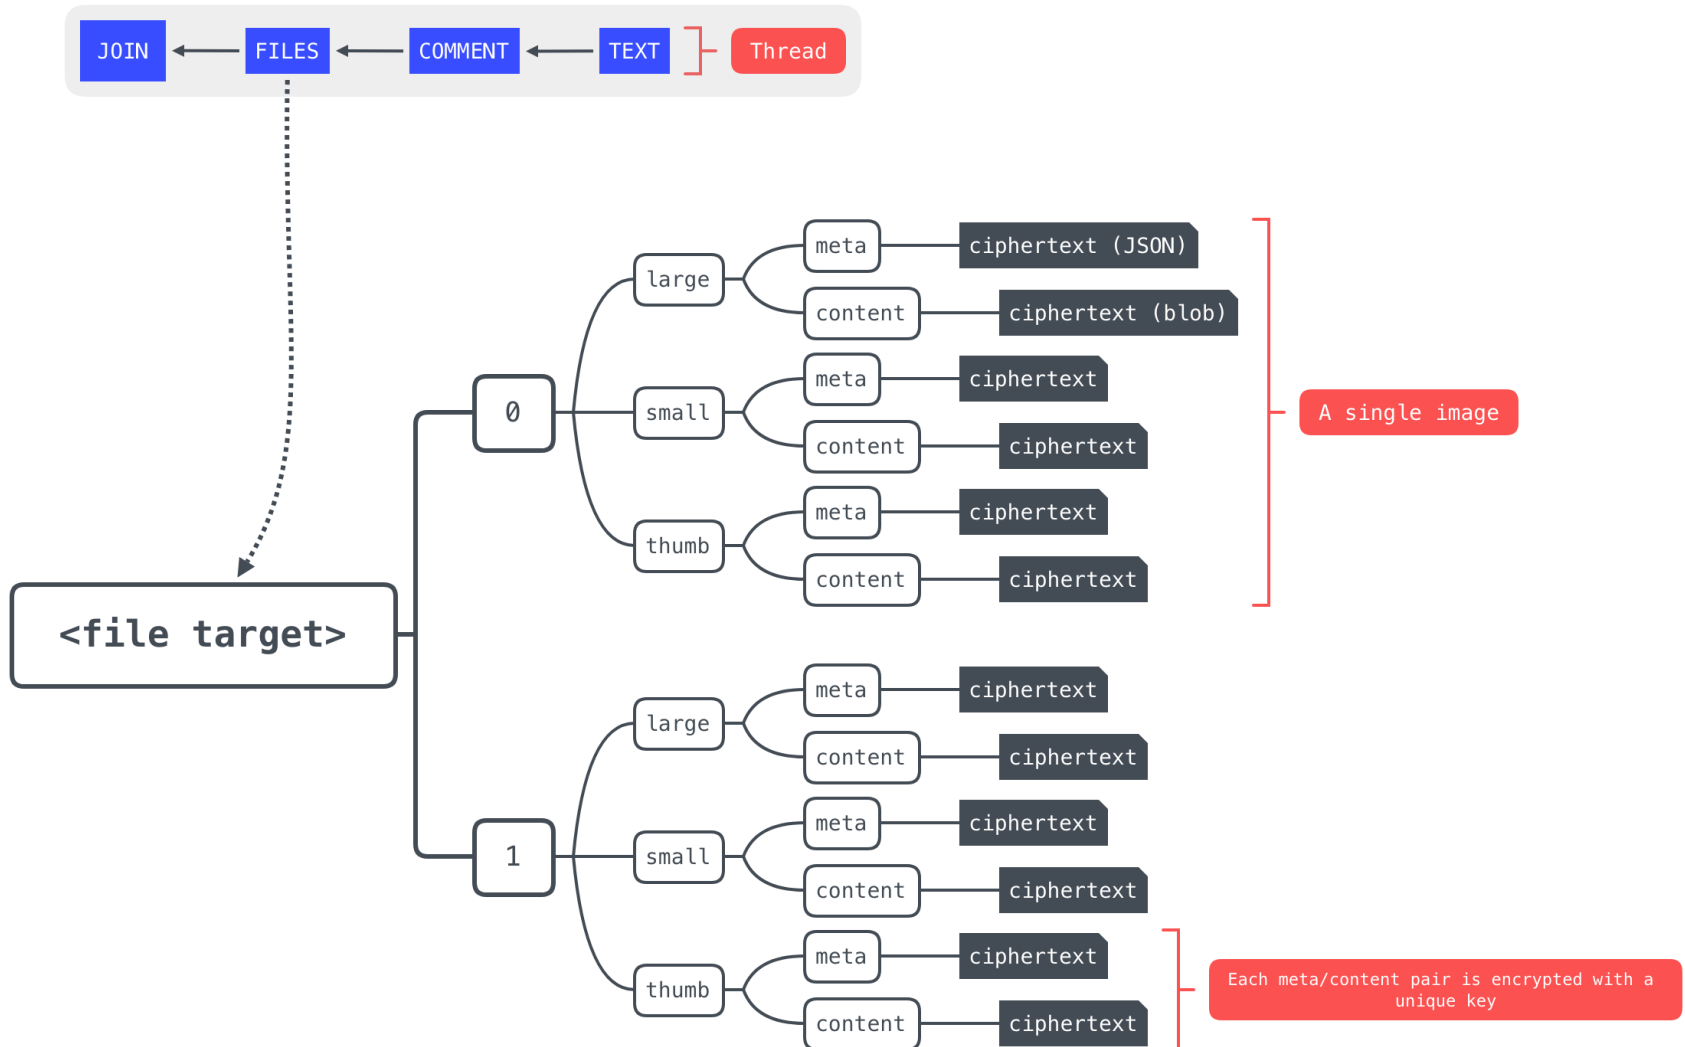 JOIN
FILES
COMMENT
TEXT
Thread
meta
ciphertext (JSON)
large
content
ciphertext (blob)
meta
ciphertext
0
small
A single image
content
ciphertext
meta
ciphertext
thumb
content
ciphertext
<file target>
meta
ciphertext
large
content
ciphertext
meta
ciphertext
1
small
content
ciphertext
meta
ciphertext
thumb
Each meta/content pair is encrypted with a
unique key
content
ciphertext